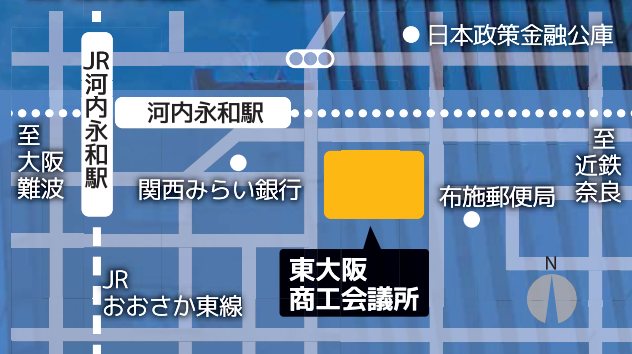 日本政策金融公庫
JR河内永和駅
河内永和駅
至
大阪
難波
至
近鉄
奈良
関西みらい銀行
布施郵便局
東大阪
商工会議所
N
JR
おおさか東線